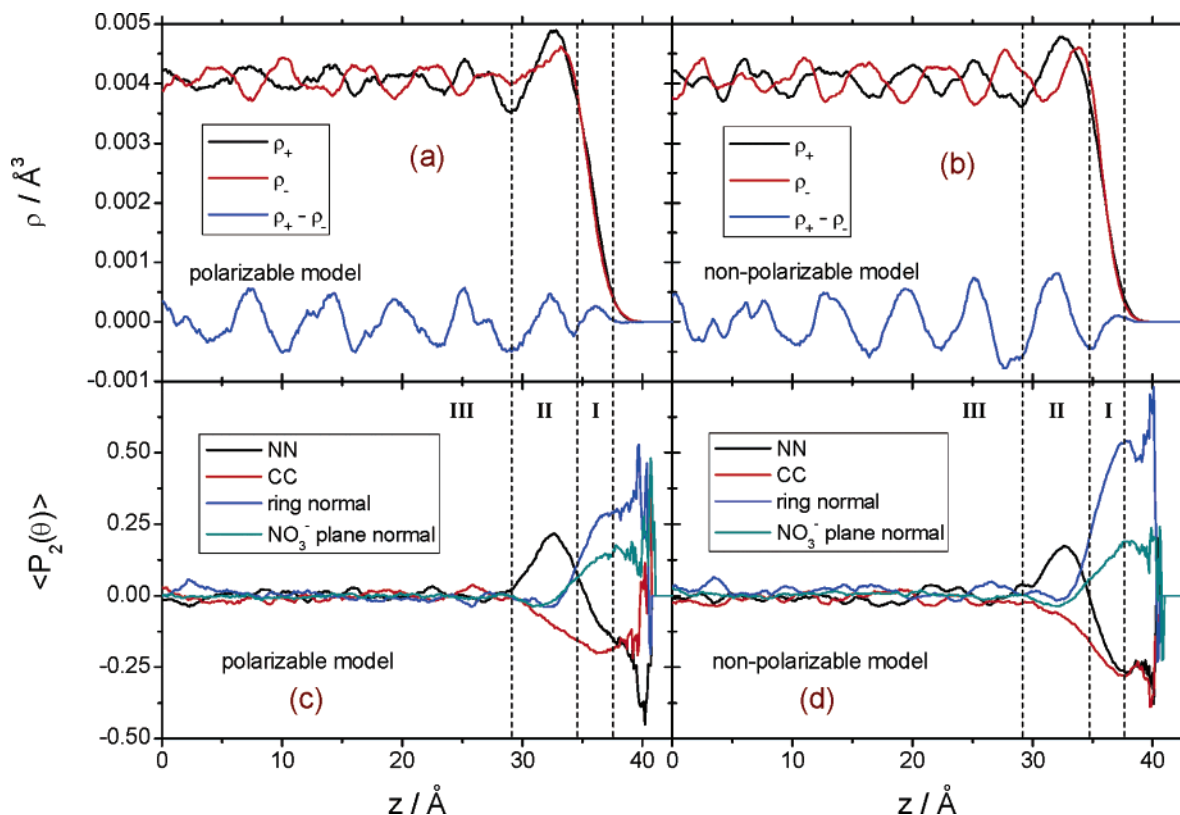 0.005
0.004
0.003
0.002
0.001
0.000
-0.001
ρ / Å³
ρ₊
ρ₋
ρ₊ - ρ₋
(a)
polarizable model
ρ₊
ρ₋
ρ₊ - ρ₋
(b)
non-polarizable model
0.50
0.25
0.00
-0.25
-0.50
<P₂(θ)>
III
II
I
NN
CC
ring normal
NO₃⁻ plane normal
polarizable model
(c)
0
10
20
30
40
z / Å
III
II
I
NN
CC
ring normal
NO₃⁻ plane normal
non-polarizable model
(d)
0
10
20
30
40
z / Å